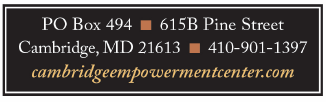 PO Box 494 ■ 615B Pine Street
Cambridge, MD 21613 ■ 410-901-1397
cambridgeempowermentcenter.com